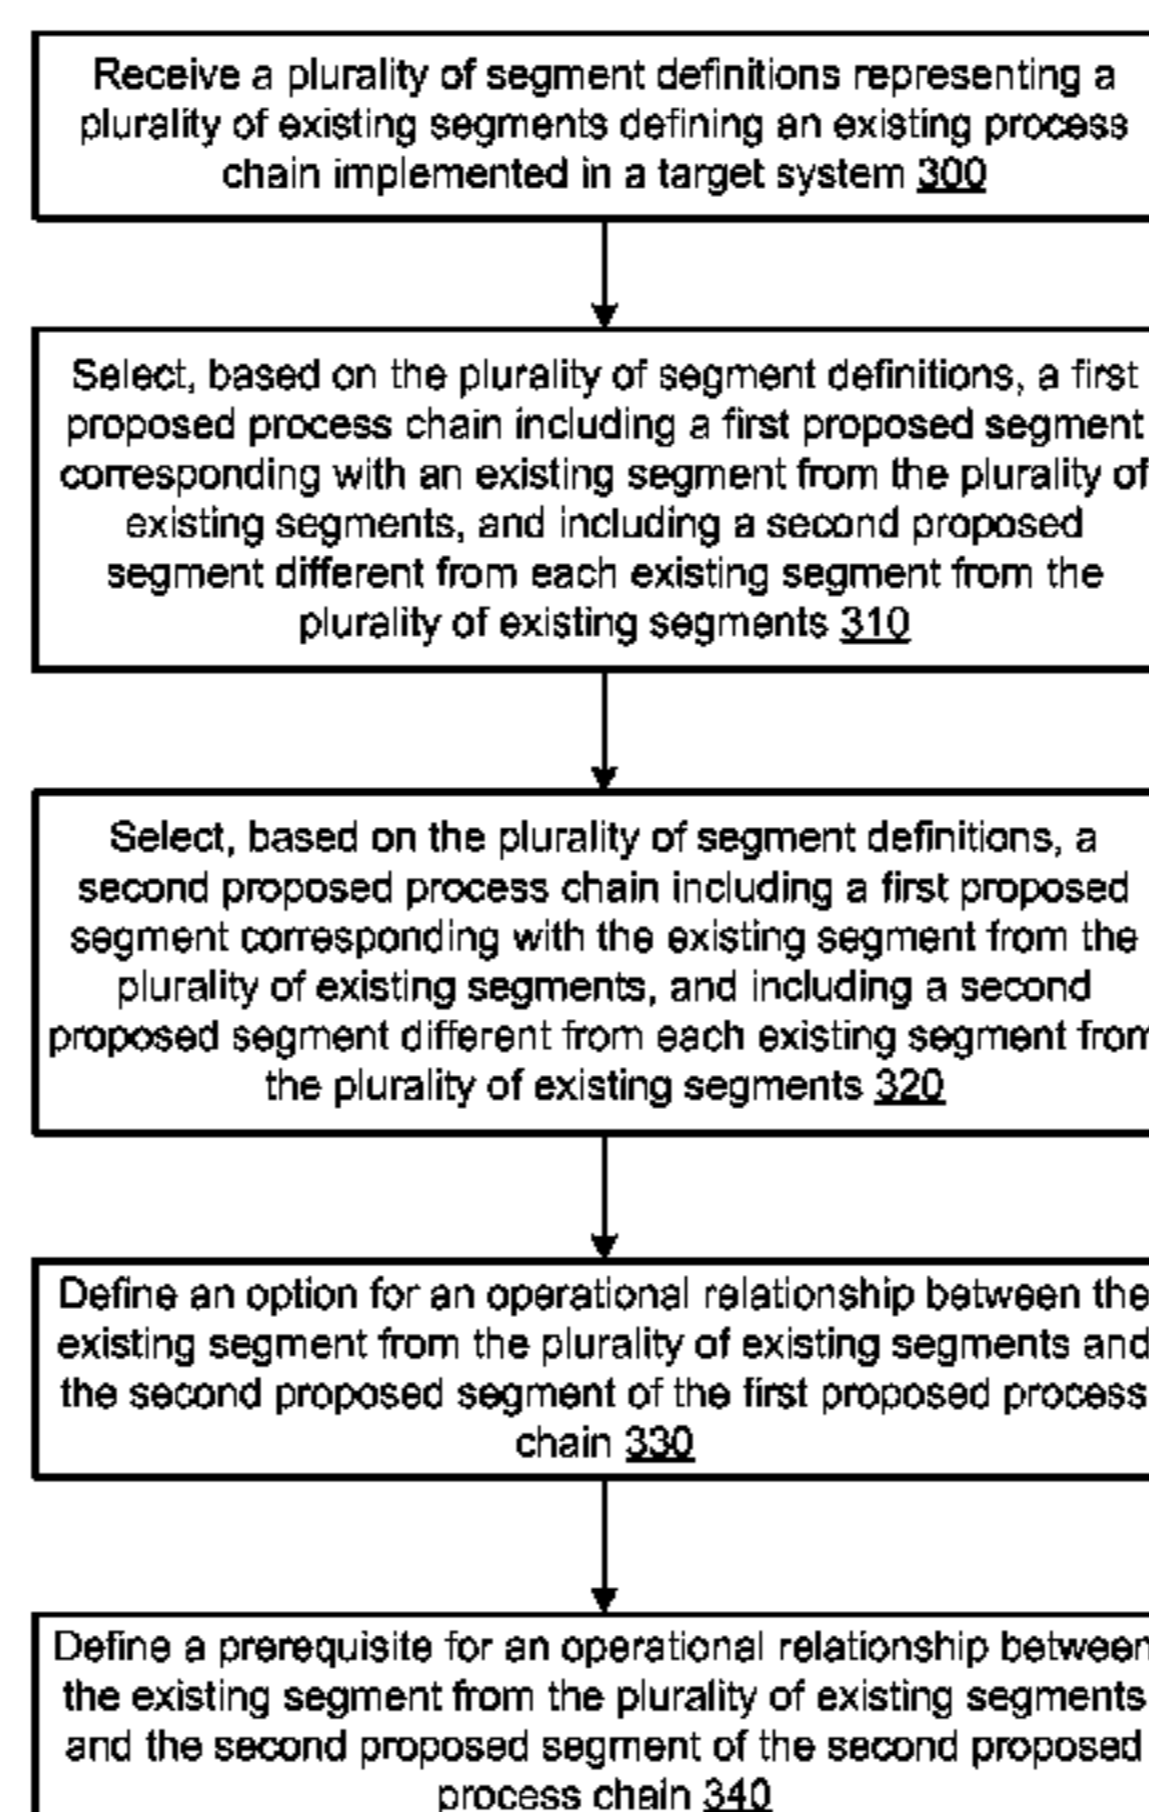 Receive a plurality of segment definitions representing a
plurality of existing segments defining an existing process
chain implemented in a target system 300
Select, based on the plurality of segment definitions, a first
proposed process chain including a first proposed segment
corresponding with an existing segment from the plurality of
existing segments, and including a second proposed
segment different from each existing segment from the
plurality of existing segments 310
Select, based on the plurality of segment definitions, a
second proposed process chain including a first proposed
segment corresponding with the existing segment from the
plurality of existing segments, and including a second
proposed segment different from each existing segment from
the plurality of existing segments 320
Define an option for an operational relationship between the
existing segment from the plurality of existing segments and
the second proposed segment of the first proposed process
chain 330
Define a prerequisite for an operational relationship between
the existing segment from the plurality of existing segments
and the second proposed segment of the second proposed
process chain 340